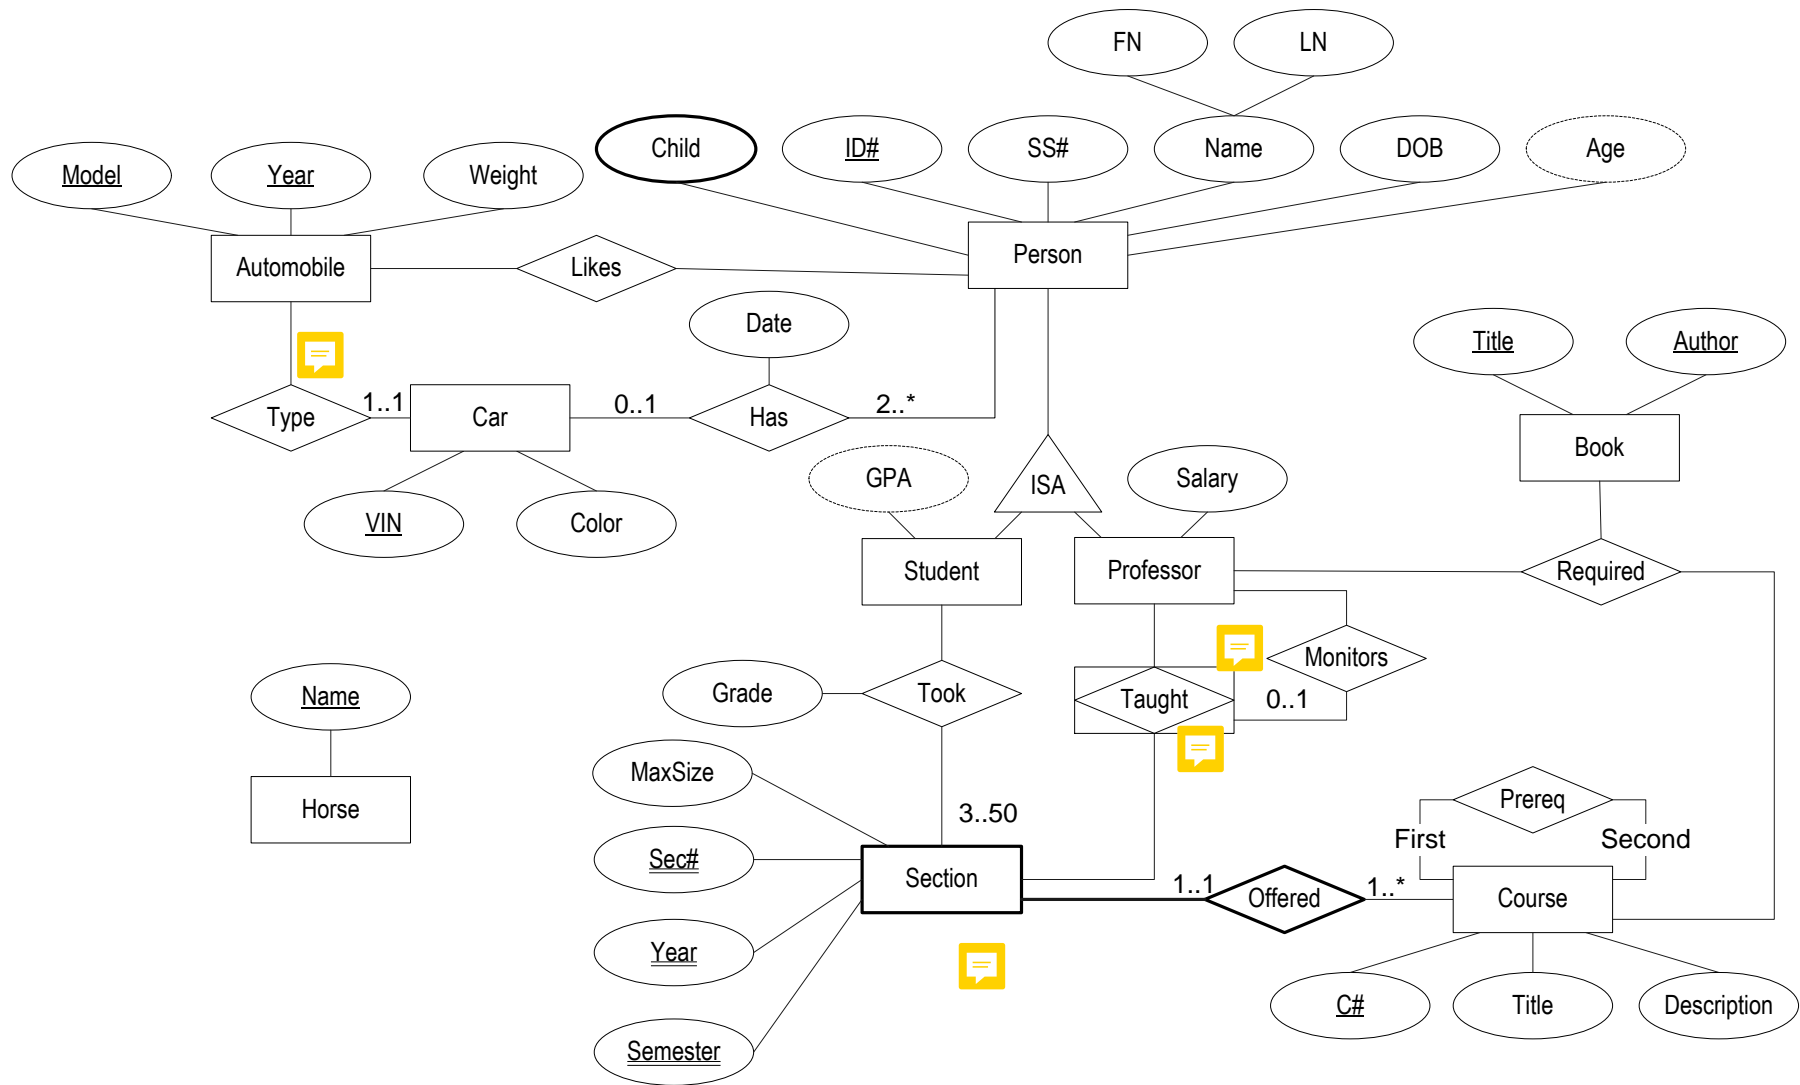 FN
LN
Child
ID#
SS#
Name
DOB
Age
Model
Year
Weight
Person
Automobile
Likes
Date
Title
Author
Type
1..1
Car
0..1
Has
2..*
Book
GPA
ISA
Salary
VIN
Color
Student
Professor
Required
Monitors
Name
Grade
Took
Taught
0..1
MaxSize
Horse
3..50
Prereq
First
Second
Sec#
Section
1..1
Offered
1..*
Course
Year
C#
Title
Description
Semester